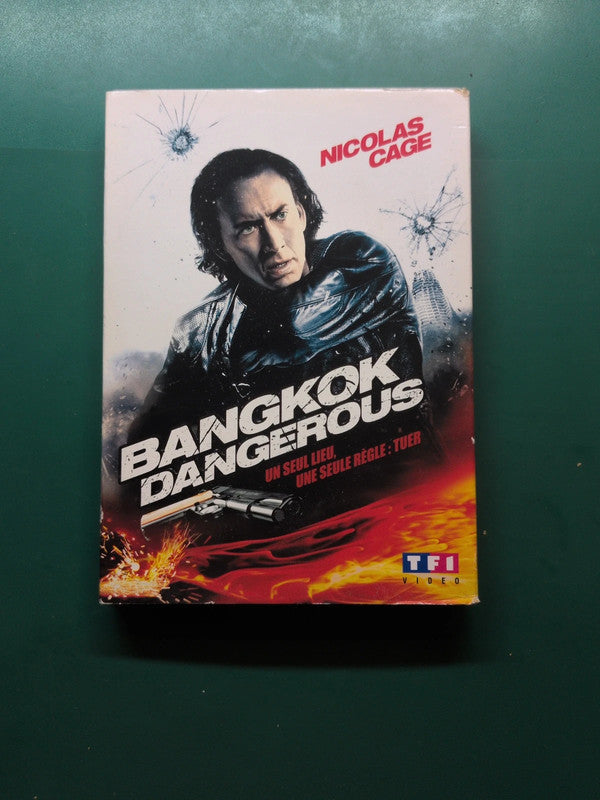 NICOLAS
CAGE
BANGKOK
DANGEROUS
UN SEUL LIEU,
UNE SEULE RÈGLE : TUER
TF1
VIDEO